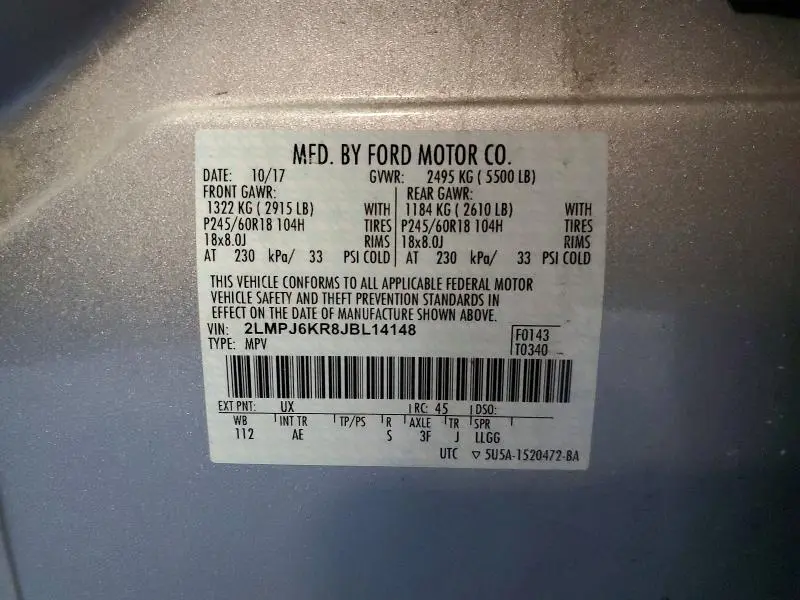 MFD. BY FORD MOTOR CO.
DATE: 10/17 GVWR: 2495 KG ( 5500 LB)
FRONT GAWR: REAR GAWR:
1322 KG ( 2915 LB) WITH 1184 KG ( 2610 LB) WITH
P245/60R18 104H TIRES P245/60R18 104H TIRES
18x8.0J RIMS 18x8.0J RIMS
AT 230 kPa/ 33 PSI COLD AT 230 kPa/ 33 PSI COLD
THIS VEHICLE CONFORMS TO ALL APPLICABLE FEDERAL MOTOR
VEHICLE SAFETY AND THEFT PREVENTION STANDARDS IN
EFFECT ON THE DATE OF MANUFACTURE SHOWN ABOVE.
VIN: 2LMPJ6KR8JBL14148
TYPE: MPV
F0143
T0340
EXT PNT: UX RC: 45 DSO:
WB INT TR TP/PS R AXLE TR SPR
112 AE S 3F J LLGG
UTC ▽ 5U5A-1520472-BA